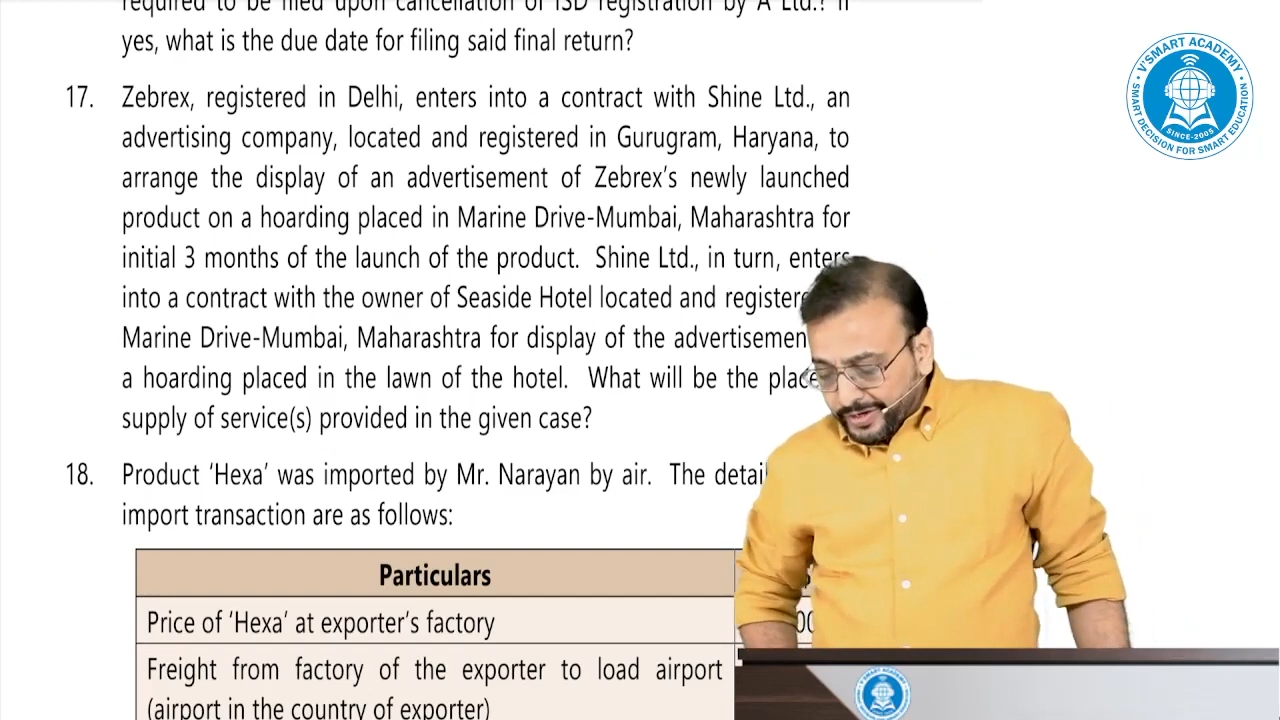 required to be filed upon cancellation of ISD registration by A Ltd.? If
yes, what is the due date for filing said final return?
17. Zebrex, registered in Delhi, enters into a contract with Shine Ltd., an
advertising company, located and registered in Gurugram, Haryana, to
arrange the display of an advertisement of Zebrex’s newly launched
product on a hoarding placed in Marine Drive-Mumbai, Maharashtra for
initial 3 months of the launch of the product. Shine Ltd., in turn, enters
into a contract with the owner of Seaside Hotel located and
Marine Drive-Mumbai, Maharashtra for display of the
a hoarding placed in the lawn of the hotel. What will be the
supply of service(s) provided in the given case?
18. Product ‘Hexa’ was imported by Mr. Narayan by air. The
import transaction are as follows:
Particulars
Price of ‘Hexa’ at exporter’s factory
Freight from factory of the exporter to load airport
(airport in the country of exporter)
V'SMART ACADEMY
SMART DECISION FOR SMART EDUCATION
SINCE-2005